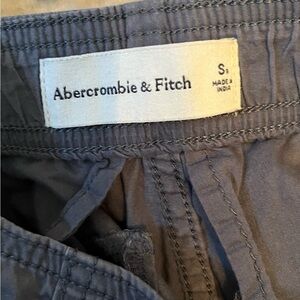 Abercrombie & Fitch
S
MADE IN
INDIA